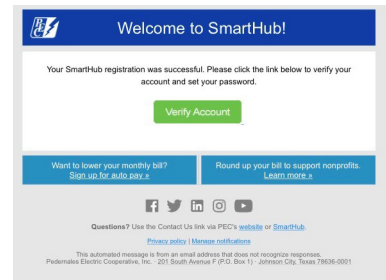 PEC
Welcome to SmartHub!
Your SmartHub registration was successful. Please click the link below to verify your
account and set your password.
Verify Account
Want to lower your monthly bill?
Sign up for auto pay »
Round up your bill to support nonprofits.
Learn more »
Questions? Use the Contact Us link via PEC's website or SmartHub.
Privacy policy | Manage notifications
This automated message is from an email address that does not recognize responses.
Pedernales Electric Cooperative, Inc. · 201 South Avenue F (P.O. Box 1) · Johnson City, Texas 78636-0001